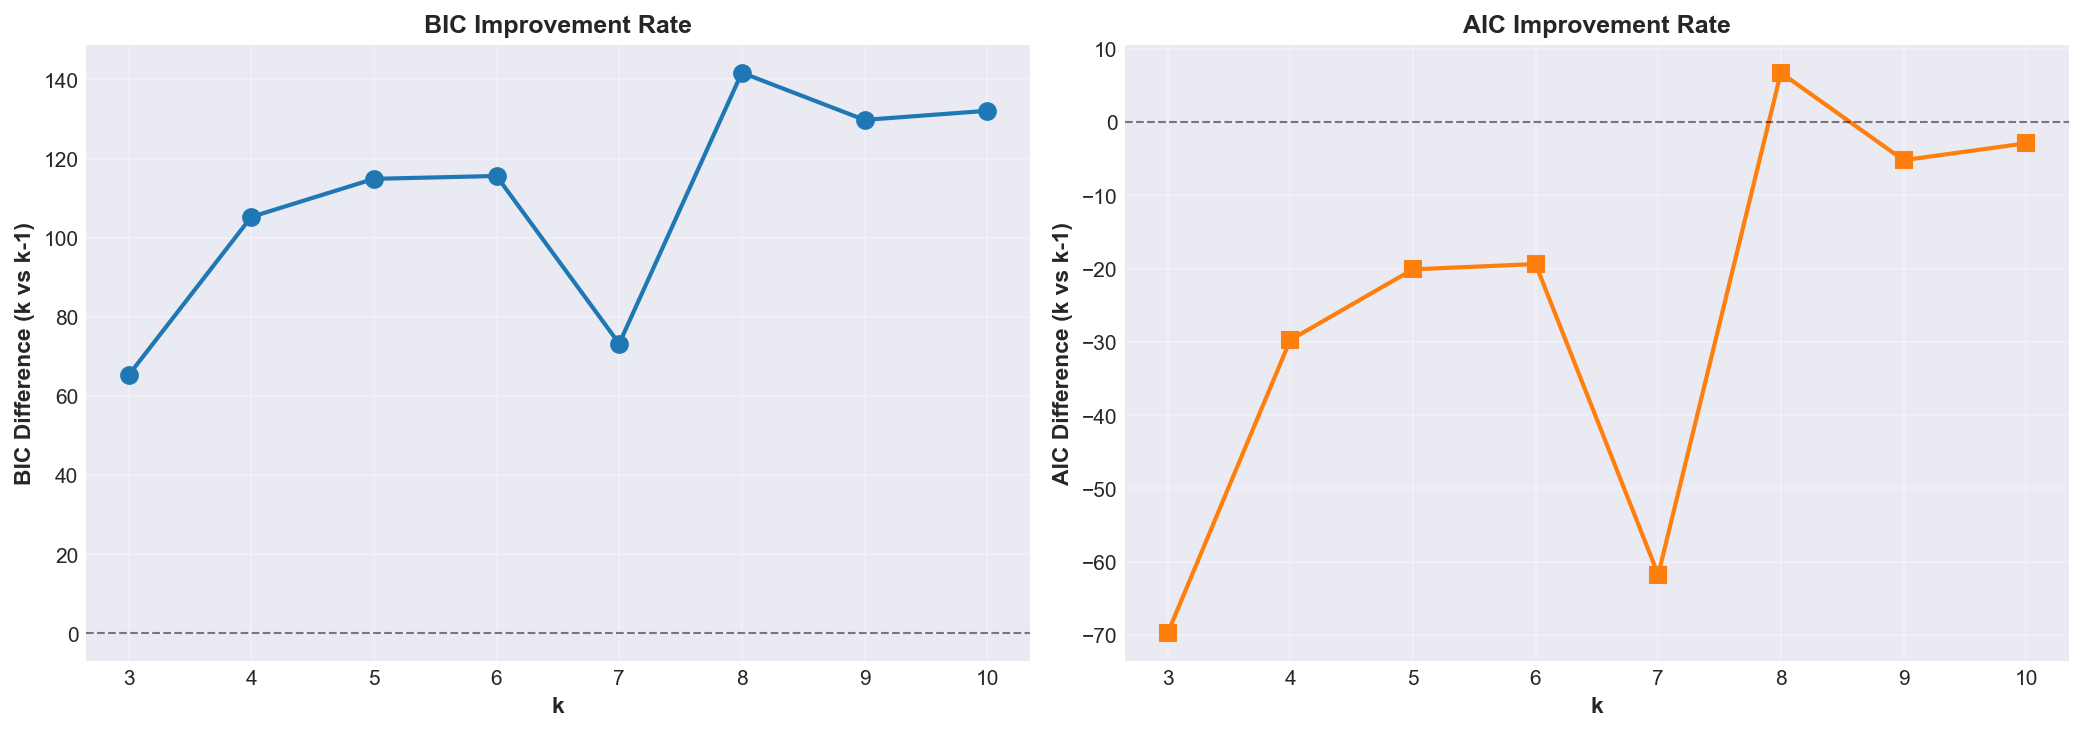 BIC Improvement Rate
BIC Difference (k vs k-1)
140
120
100
80
60
40
20
0
3 4 5 6 7 8 9 10
k
AIC Improvement Rate
AIC Difference (k vs k-1)
10
0
−10
−20
−30
−40
−50
−60
−70
3 4 5 6 7 8 9 10
k